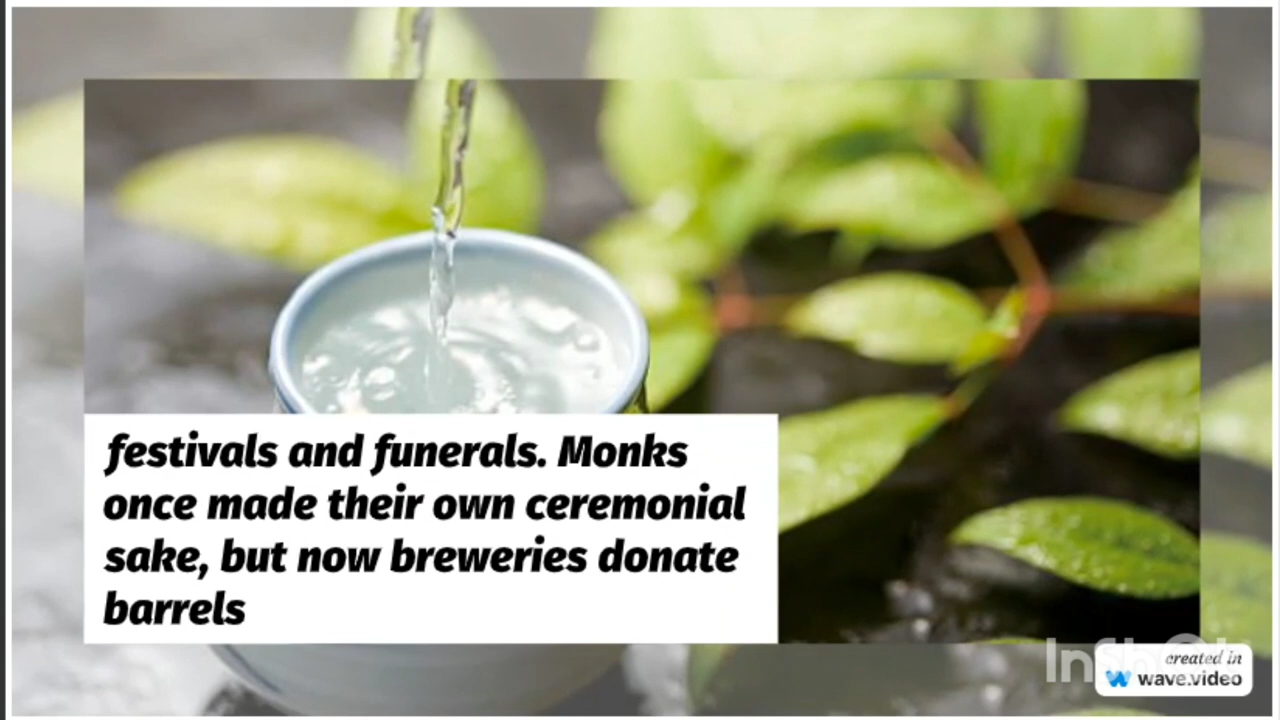 festivals and funerals. Monks
once made their own ceremonial
sake, but now breweries donate
barrels
created in
wave.video